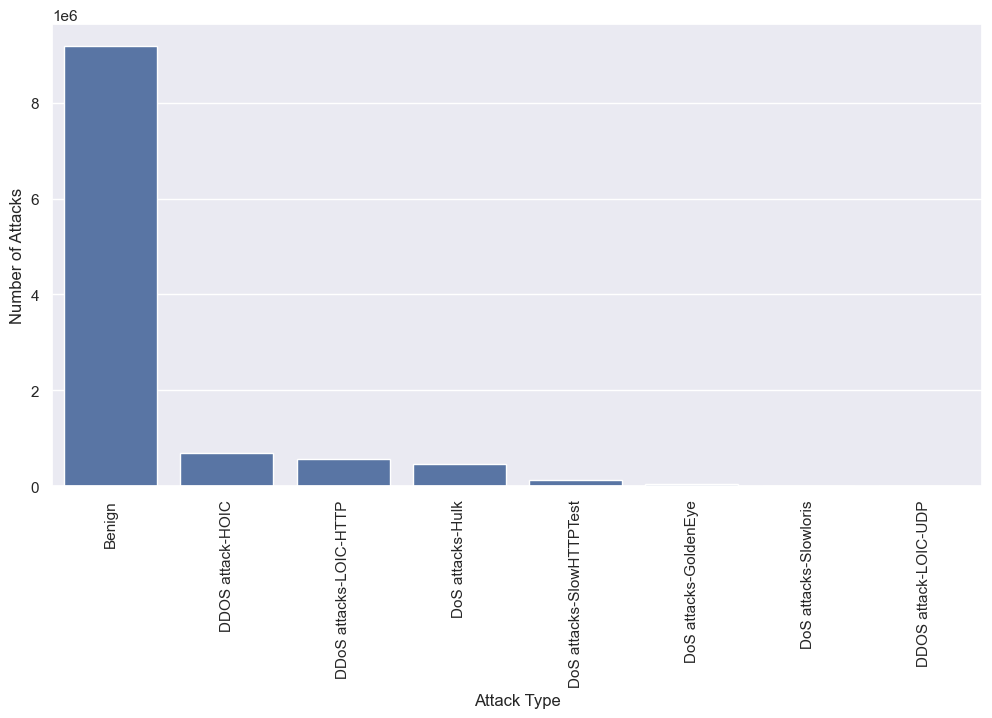 1e6
8
6
4
2
0
Number of Attacks
Benign
DDOS attack-HOIC
DDoS attacks-LOIC-HTTP
DoS attacks-Hulk
DoS attacks-SlowHTTPTest
DoS attacks-GoldenEye
DoS attacks-Slowloris
DDOS attack-LOIC-UDP
Attack Type